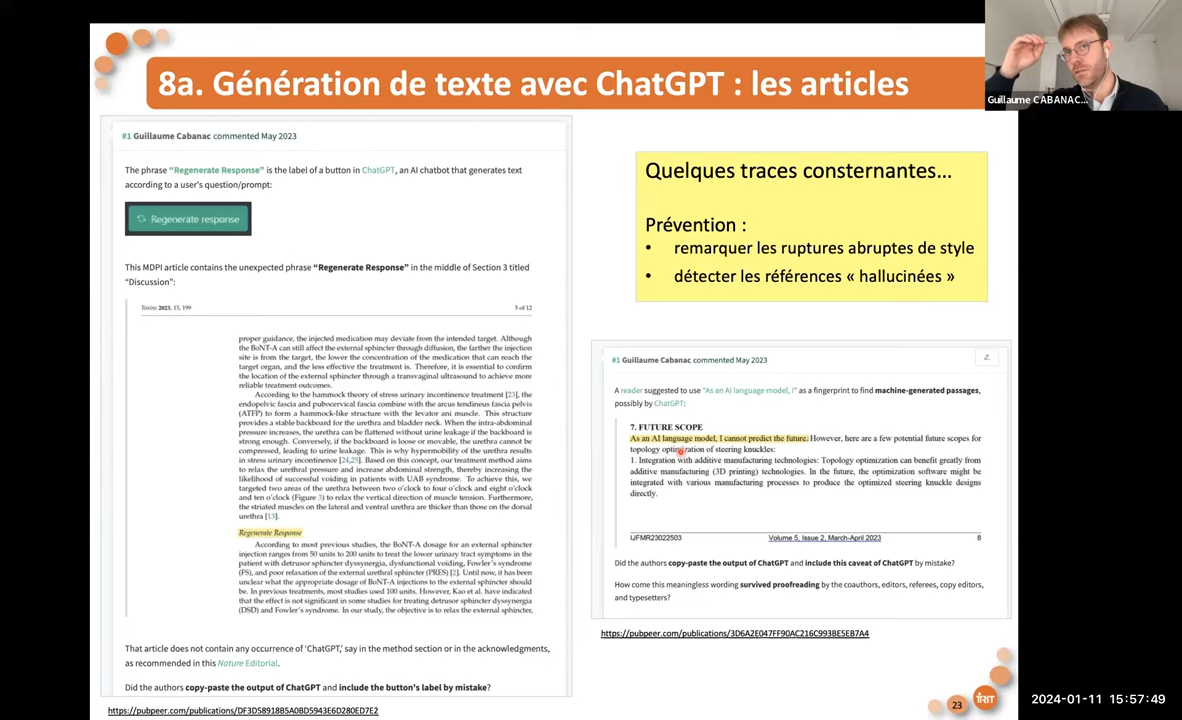 8a. Génération de texte avec ChatGPT : les articles
Guillaume CABANAC...
#1 Guillaume Cabanac commented May 2023
The phrase “Regenerate Response” is the label of a button in ChatGPT, an AI chatbot that generates text
according to a user's question/prompt:
Regenerate response
This MDPI article contains the unexpected phrase “Regenerate Response” in the middle of Section 3 titled
“Discussion”:
Toxins 2023, 15, 199
5 of 12
proper guidance, the injected medication may deviate from the intended target. Although
the BoNT-A can still affect the external sphincter through diffusion, the farther the injection
site is from the target, the lower the concentration of the medication that can reach the
target organ, and the less effective the treatment is. Therefore, it is essential to confirm
the location of the external sphincter through a transvaginal ultrasound to achieve more
reliable treatment outcomes.
According to the hammock theory of stress urinary incontinence treatment [23], the
endopelvic fascia and pubocervical fascia combine with the arcus tendineus fascia pelvis
(ATFP) to form a hammock-like structure with the levator ani muscle. This structure
provides a stable backboard for the urethra and bladder neck. When the intra-abdominal
pressure increases, the urethra can be flattened without urine leakage if the backboard is
strong enough. Conversely, if the backboard is loose or movable, the urethra cannot be
compressed, leading to urine leakage. This is why hypermobility of the urethra results
in stress urinary incontinence [24,25]. Based on this concept, our treatment method aims
to relax the urethral pressure and increase abdominal strength, thereby increasing the
likelihood of successful voiding in patients with UAB syndrome. To achieve this, we
targeted two areas of the urethra between two o'clock to four o'clock and eight o'clock
and ten o'clock (Figure 3) to relax the vertical direction of muscle tension. Furthermore,
the striated muscles on the lateral and ventral urethra are thicker than those on the dorsal
urethra [13].
Regenerate Response
According to most previous studies, the BoNT-A dosage for an external sphincter
injection ranges from 50 units to 200 units to treat the lower urinary tract symptoms in the
patient with detrusor sphincter dyssynergia, dysfunctional voiding, Fowler's syndrome
(FS), and poor relaxation of the external urethral sphincter (PRES) [2]. Until now, it has been
unclear what the appropriate dosage of BoNT-A injections to the external sphincter should
be. In previous treatments, most studies used 100 units. However, Kao et al. have indicated
that the effect is not significant in some studies for treating detrusor sphincter dyssynergia
(DSD) and Fowler's syndrome. In our study, the objective is to relax the external sphincter,
That article does not contain any occurrence of 'ChatGPT,' say in the method section or in the acknowledgments,
as recommended in this Nature Editorial.
Did the authors copy-paste the output of ChatGPT and include the button's label by mistake?
https://pubpeer.com/publications/DF3D58918B5A0BD5943E6D280ED7E2
Quelques traces consternantes...
Prévention :
• remarquer les ruptures abruptes de style
• détecter les références « hallucinées »
#1 Guillaume Cabanac commented May 2023
A reader suggested to use "As an AI language model, I" as a fingerprint to find machine-generated passages,
possibly by ChatGPT:
7. FUTURE SCOPE
As an AI language model, I cannot predict the future. However, here are a few potential future scopes for
topology optimization of steering knuckles:
1. Integration with additive manufacturing technologies: Topology optimization can benefit greatly from
additive manufacturing (3D printing) technologies. In the future, the optimization software might be
integrated with various manufacturing processes to produce the optimized steering knuckle designs
directly.
IJFMR23022503
Volume 5, Issue 2, March-April 2023
8
Did the authors copy-paste the output of ChatGPT and include this caveat of ChatGPT by mistake?
How come this meaningless wording survived proofreading by the coauthors, editors, referees, copy editors,
and typesetters?
https://pubpeer.com/publications/3D6A2E047FF90AC216C993BE5EB7A4
23
IRIT
2024-01-11 15:57:49